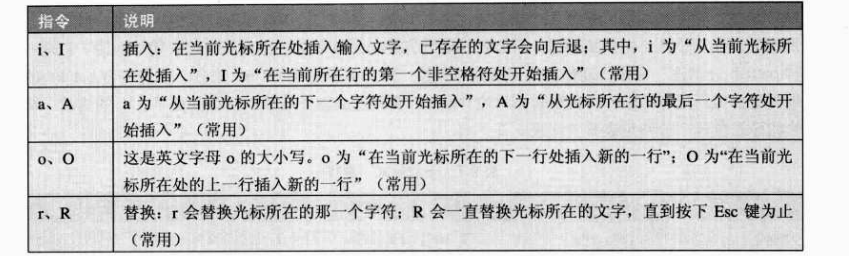 指令 说明
i、I 插入：在当前光标所在处插入输入文字，已存在的文字会向后退；其中，i 为“从当前光标所
在处插入”，I 为“在当前所在行的第一个非空格符处开始插入”（常用）
a、A a 为“从当前光标所在的下一个字符处开始插入”，A 为“从光标所在行的最后一个字符处开
始插入”（常用）
o、O 这是英文字母 o 的大小写。o 为“在当前光标所在的下一行处插入新的一行”；O 为“在当前光
标所在处的上一行插入新的一行”（常用）
r、R 替换：r 会替换光标所在的那一个字符；R 会一直替换光标所在的文字，直到按下 Esc 键为止
（常用）